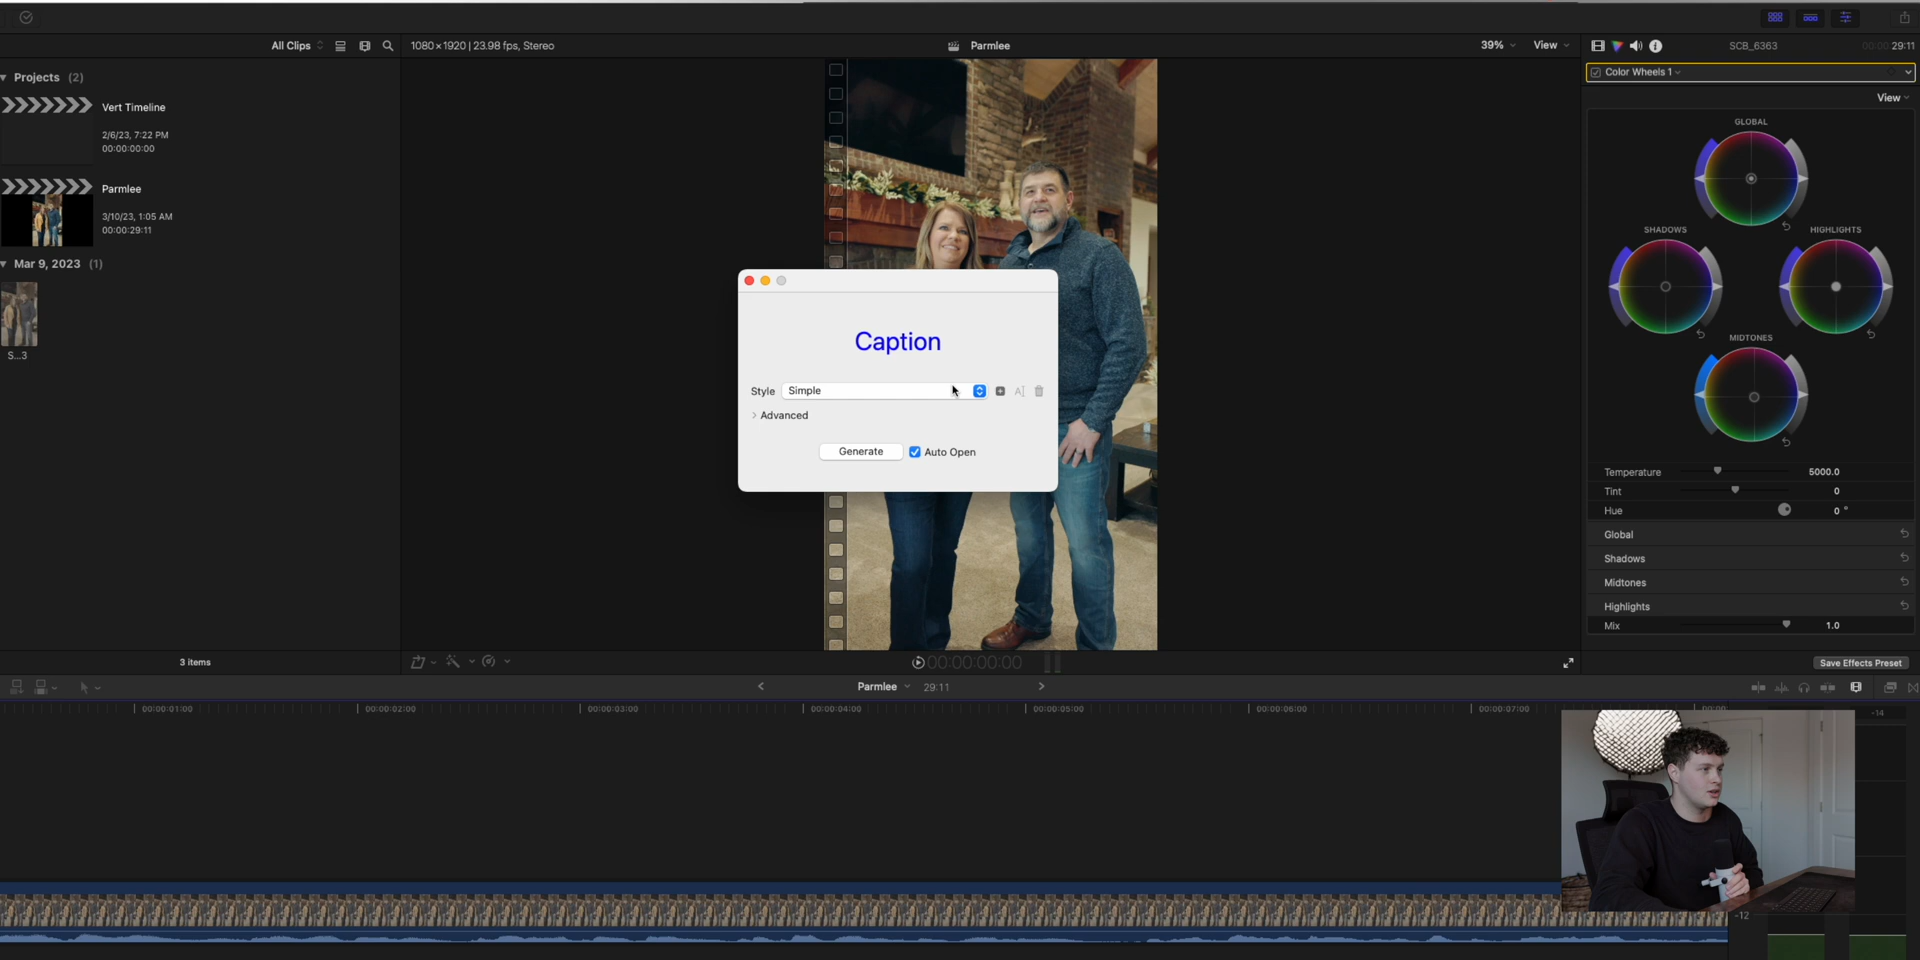 All Clips
1080×1920 | 23.98 fps, Stereo
Parmlee
39%
View
SCB_6363
00:00:29:11
Projects (2)
Color Wheels 1
View
Vert Timeline
2/6/23, 7:22 PM
00:00:00:00
GLOBAL
Parmlee
3/10/23, 1:05 AM
00:00:29:11
SHADOWS
HIGHLIGHTS
Mar 9, 2023 (1)
S...3
MIDTONES
Caption
Style
Simple
Advanced
Generate
Auto Open
Temperature
5000.0
Tint
0
Hue
0 °
Global
Shadows
Midtones
Highlights
Mix
1.0
3 items
00:00:00:00
Save Effects Preset
Parmlee
29:11
00:00:01:00
00:00:02:00
00:00:03:00
00:00:04:00
00:00:05:00
00:00:06:00
00:00:07:00
-14
-12